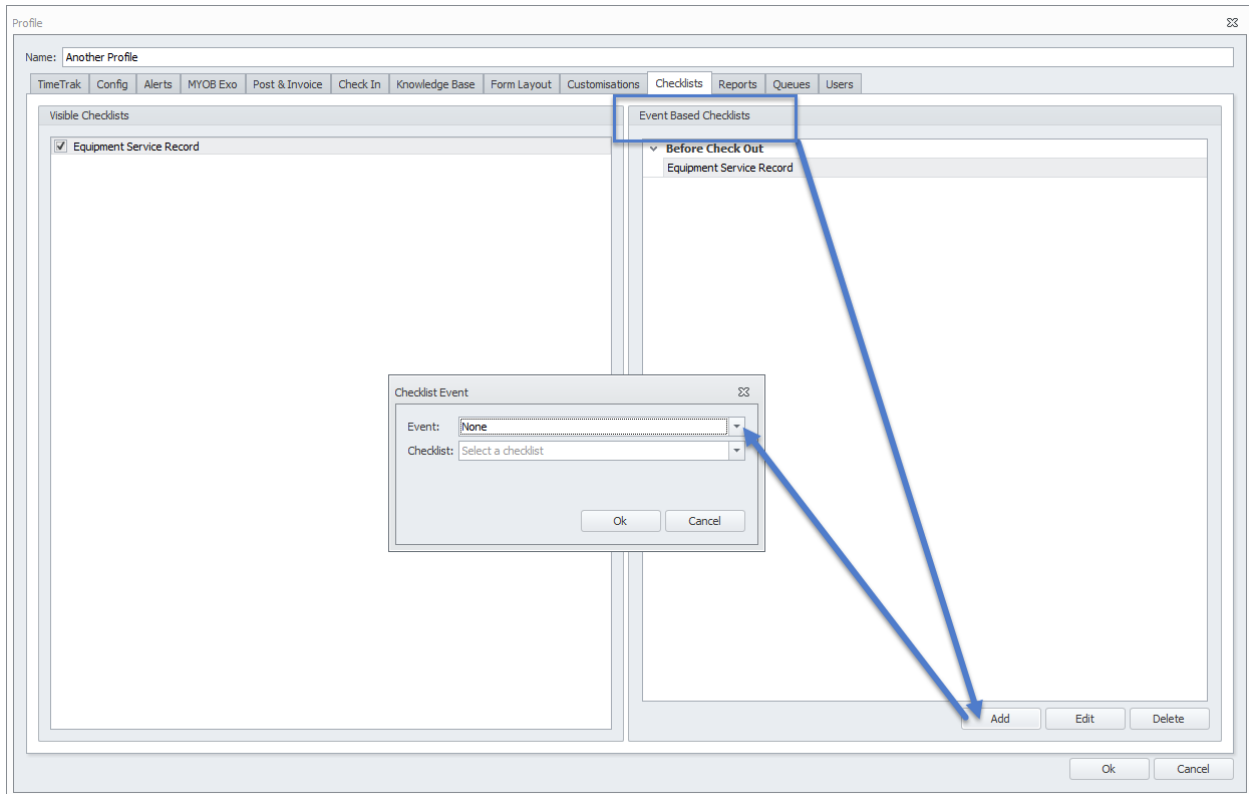 Profile
Name: Another Profile
TimeTrak Config Alerts MYOB Exo Post & Invoice Check In Knowledge Base Form Layout Customisations Checklists Reports Queues Users
Visible Checklists
Event Based Checklists
Equipment Service Record
Before Check Out
Equipment Service Record
Checklist Event
Event: None
Checklist: Select a checklist
Ok Cancel
Add Edit Delete
Ok Cancel